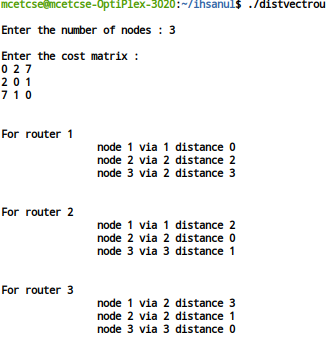 mcetcse@mcetcse-OptiPlex-3020:~/ihsanul$ ./distvectrou
Enter the number of nodes : 3
Enter the cost matrix :
0 2 7
2 0 1
7 1 0
For router 1
node 1 via 1 distance 0
node 2 via 2 distance 2
node 3 via 2 distance 3
For router 2
node 1 via 1 distance 2
node 2 via 2 distance 0
node 3 via 3 distance 1
For router 3
node 1 via 2 distance 3
node 2 via 2 distance 1
node 3 via 3 distance 0